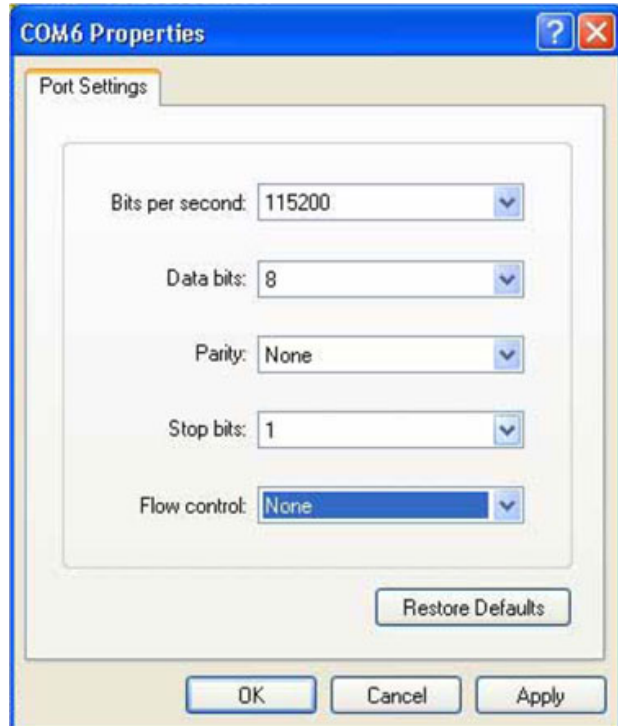 COM6 Properties
Port Settings
Bits per second: 115200
Data bits: 8
Parity: None
Stop bits: 1
Flow control: None
Restore Defaults
OK Cancel Apply